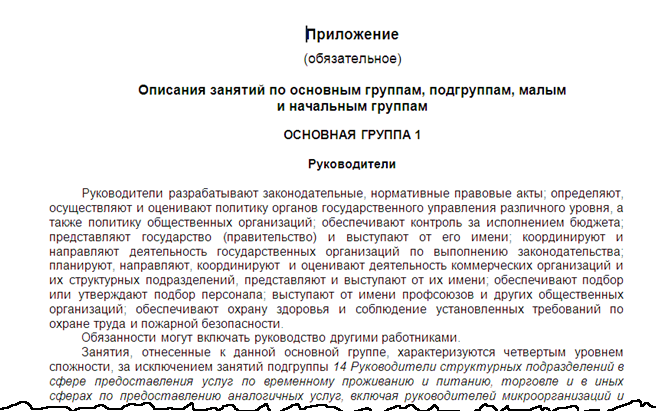 Приложение
(обязательное)
Описания занятий по основным группам, подгруппам, малым
и начальным группам
ОСНОВНАЯ ГРУППА 1
Руководители
Руководители разрабатывают законодательные, нормативные правовые акты; определяют,
осуществляют и оценивают политику органов государственного управления различного уровня, а
также политику общественных организаций; обеспечивают контроль за исполнением бюджета;
представляют государство (правительство) и выступают от его имени; координируют и
направляют деятельность государственных организаций по выполнению законодательства;
планируют, направляют, координируют и оценивают деятельность коммерческих организаций и
их структурных подразделений, представляют и выступают от их имени; обеспечивают подбор
или утверждают подбор персонала; выступают от имени профсоюзов и других общественных
организаций; обеспечивают охрану здоровья и соблюдение установленных требований по
охране труда и пожарной безопасности.
Обязанности могут включать руководство другими работниками.
Занятия, отнесенные к данной основной группе, характеризуются четвертым уровнем
сложности, за исключением занятий подгруппы 14 Руководители структурных подразделений в
сфере предоставления услуг по временному проживанию и питанию, торговле и в иных
сферах по предоставлению аналогичных услуг, включая руководителей микроорганизаций и